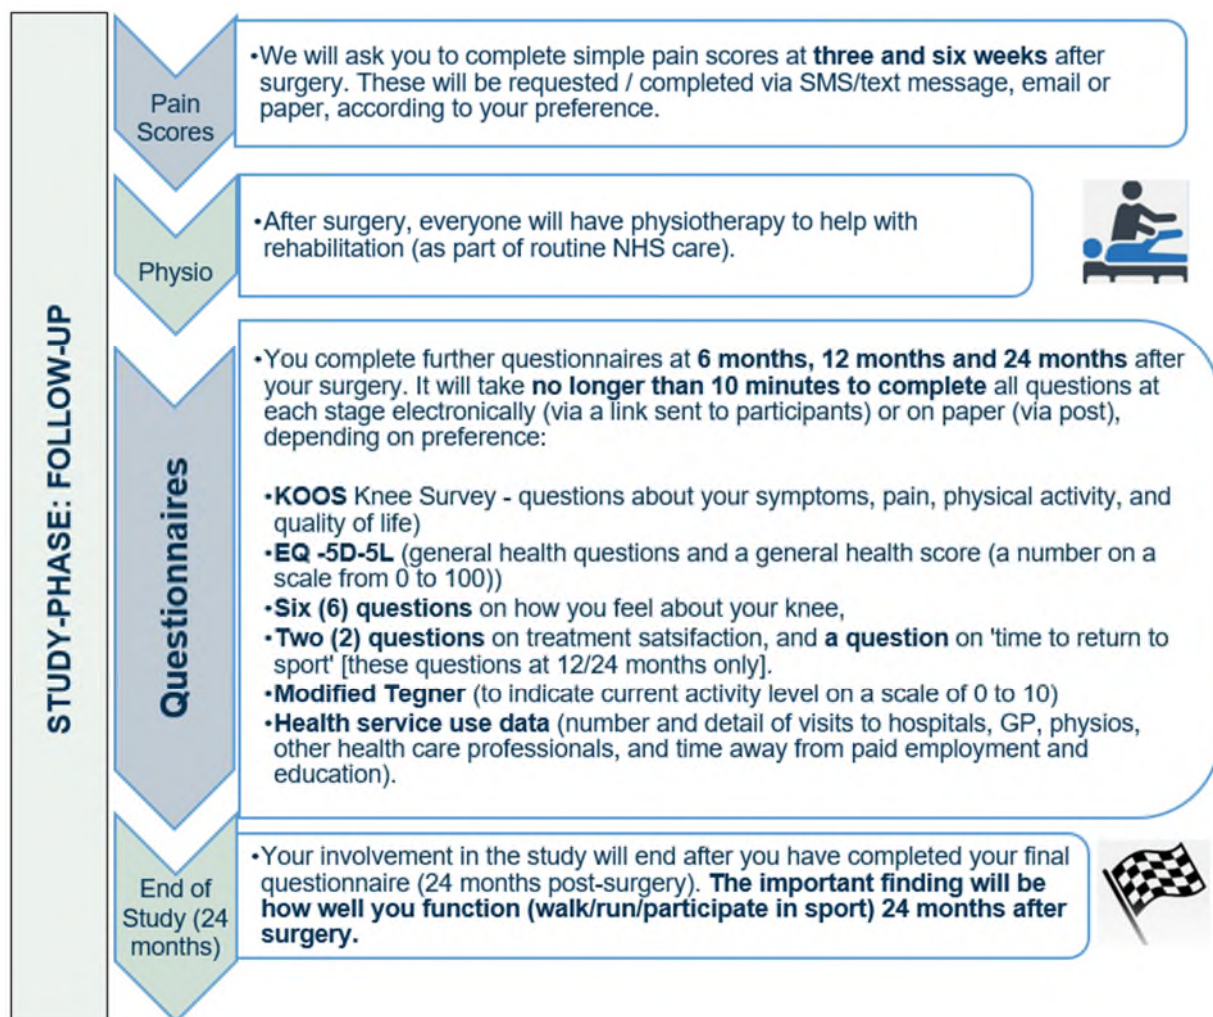 STUDY-PHASE: FOLLOW-UP
Pain
Scores
•We will ask you to complete simple pain scores at three and six weeks after
surgery. These will be requested / completed via SMS/text message, email or
paper, according to your preference.
Physio
•After surgery, everyone will have physiotherapy to help with
rehabilitation (as part of routine NHS care).
Questionnaires
•You complete further questionnaires at 6 months, 12 months and 24 months after
your surgery. It will take no longer than 10 minutes to complete all questions at
each stage electronically (via a link sent to participants) or on paper (via post),
depending on preference:
•KOOS Knee Survey - questions about your symptoms, pain, physical activity, and
quality of life)
•EQ -5D-5L (general health questions and a general health score (a number on a
scale from 0 to 100))
•Six (6) questions on how you feel about your knee,
•Two (2) questions on treatment satsifaction, and a question on 'time to return to
sport' [these questions at 12/24 months only].
•Modified Tegner (to indicate current activity level on a scale of 0 to 10)
•Health service use data (number and detail of visits to hospitals, GP, physios,
other health care professionals, and time away from paid employment and
education).
End of
Study (24
months)
•Your involvement in the study will end after you have completed your final
questionnaire (24 months post-surgery). The important finding will be
how well you function (walk/run/participate in sport) 24 months after
surgery.